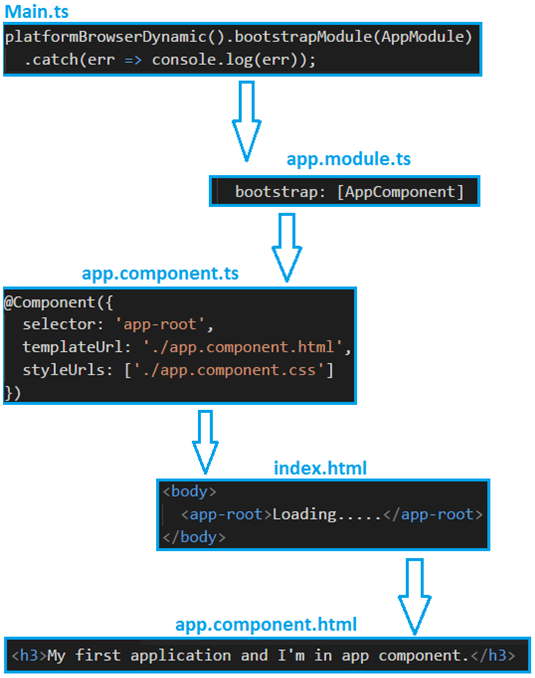 Main.ts
platformBrowserDynamic().bootstrapModule(AppModule)
.catch(err => console.log(err));
app.module.ts
bootstrap: [AppComponent]
app.component.ts
@Component({
selector: 'app-root',
templateUrl: './app.component.html',
styleUrls: ['./app.component.css']
})
index.html
<body>
<app-root>Loading.....</app-root>
</body>
app.component.html
<h3>My first application and I'm in app component.</h3>